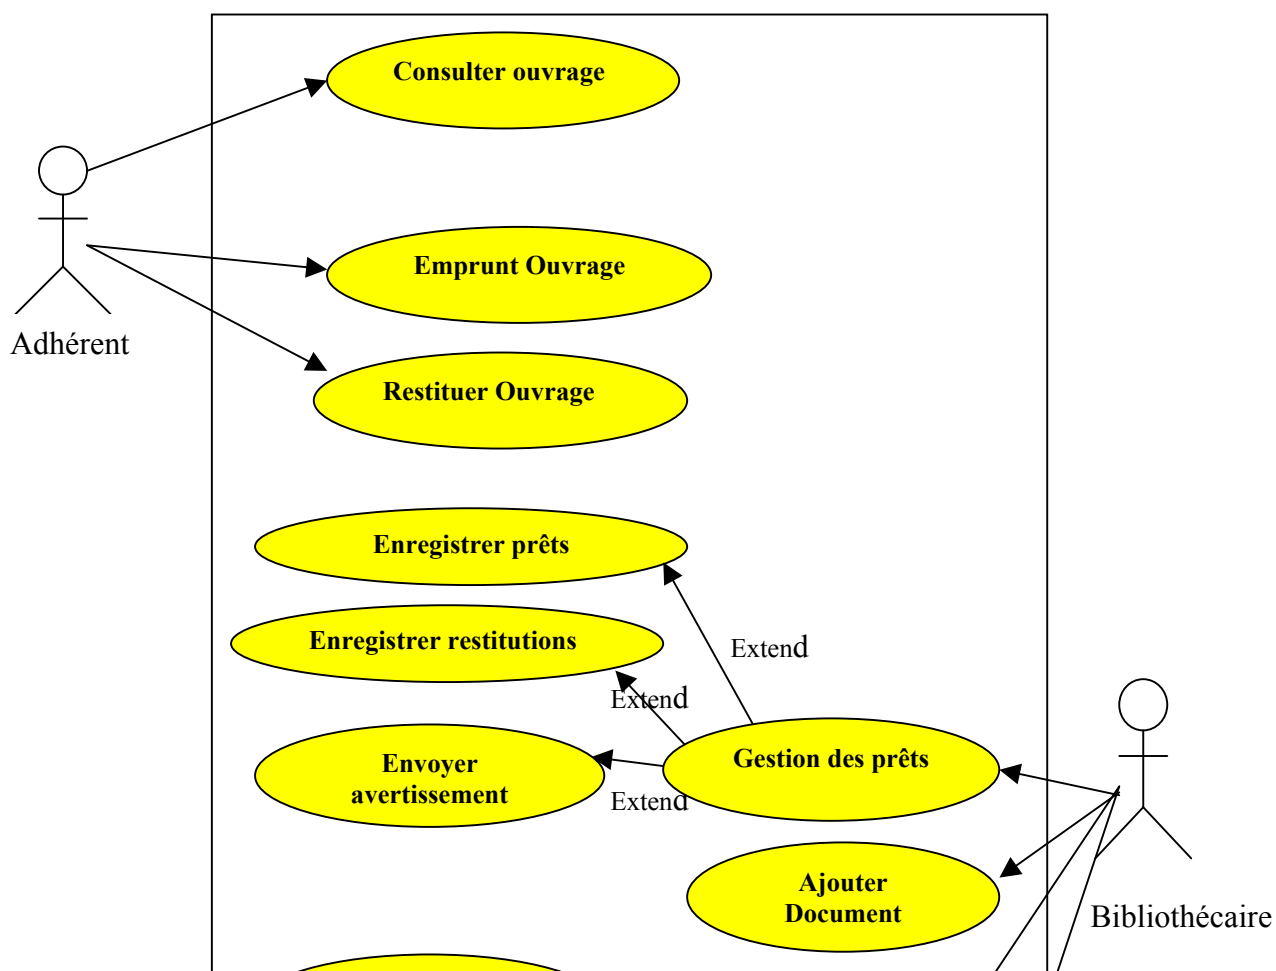 Consulter ouvrage
Emprunt Ouvrage
Adhérent
Restituer Ouvrage
Enregistrer prêts
Enregistrer restitutions
Extend
Extend
Envoyer
avertissement
Gestion des prêts
Extend
Ajouter
Document
Bibliothécaire